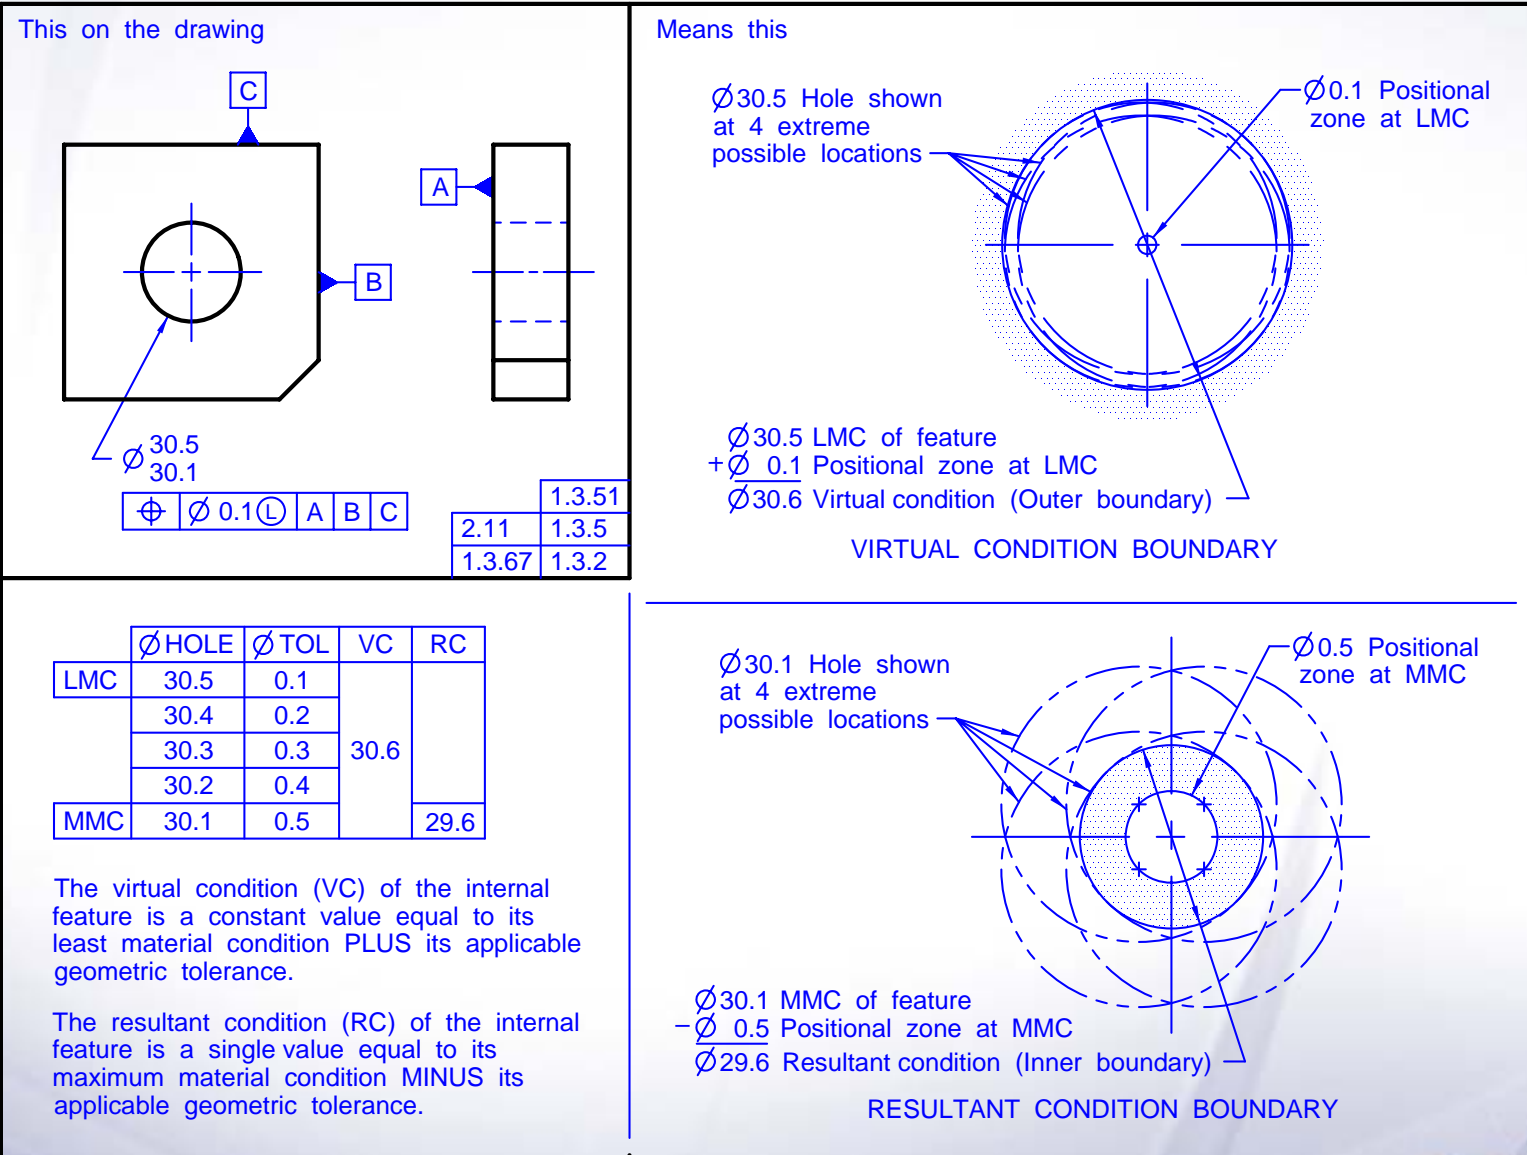 This on the drawing
C
A
B
Ø 30.5
30.1
⌖ Ø 0.1 Ⓛ A B C
1.3.51
2.11 1.3.5
1.3.67 1.3.2
Means this
Ø30.5 Hole shown
at 4 extreme
possible locations
Ø0.1 Positional
zone at LMC
Ø30.5 LMC of feature
+Ø 0.1 Positional zone at LMC
Ø30.6 Virtual condition (Outer boundary)
VIRTUAL CONDITION BOUNDARY
Ø HOLE Ø TOL VC RC
LMC 30.5 0.1
30.4 0.2
30.3 0.3 30.6
30.2 0.4
MMC 30.1 0.5 29.6
The virtual condition (VC) of the internal
feature is a constant value equal to its
least material condition PLUS its applicable
geometric tolerance.
The resultant condition (RC) of the internal
feature is a single value equal to its
maximum material condition MINUS its
applicable geometric tolerance.
Ø30.1 Hole shown
at 4 extreme
possible locations
Ø0.5 Positional
zone at MMC
Ø30.1 MMC of feature
−Ø 0.5 Positional zone at MMC
Ø29.6 Resultant condition (Inner boundary)
RESULTANT CONDITION BOUNDARY